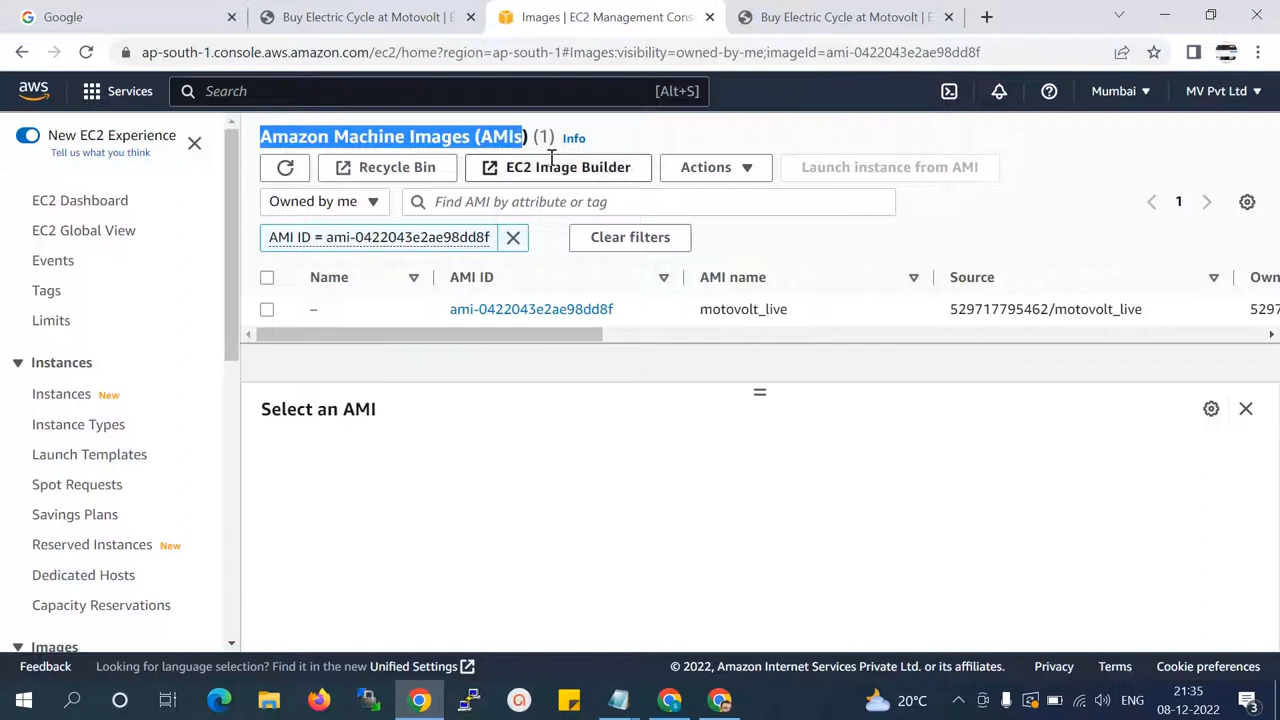 Google
Buy Electric Cycle at Motovolt | E
Images | EC2 Management Cons
Buy Electric Cycle at Motovolt | E
ap-south-1.console.aws.amazon.com/ec2/home?region=ap-south-1#Images:visibility=owned-by-me;imageId=ami-0422043e2ae98dd8f
aws
Services
Search
[Alt+S]
Mumbai
MV Pvt Ltd
New EC2 Experience
Tell us what you think
Amazon Machine Images (AMIs) (1) Info
Recycle Bin
EC2 Image Builder
Actions
Launch instance from AMI
Owned by me
Find AMI by attribute or tag
1
AMI ID = ami-0422043e2ae98dd8f
Clear filters
Name
AMI ID
AMI name
Source
Own
–
ami-0422043e2ae98dd8f
motovolt_live
529717795462/motovolt_live
5297
Select an AMI
EC2 Dashboard
EC2 Global View
Events
Tags
Limits
Instances
Instances New
Instance Types
Launch Templates
Spot Requests
Savings Plans
Reserved Instances New
Dedicated Hosts
Capacity Reservations
Images
Feedback
Looking for language selection? Find it in the new Unified Settings
© 2022, Amazon Internet Services Private Ltd. or its affiliates.
Privacy
Terms
Cookie preferences
20°C
ENG
21:35
08-12-2022
3